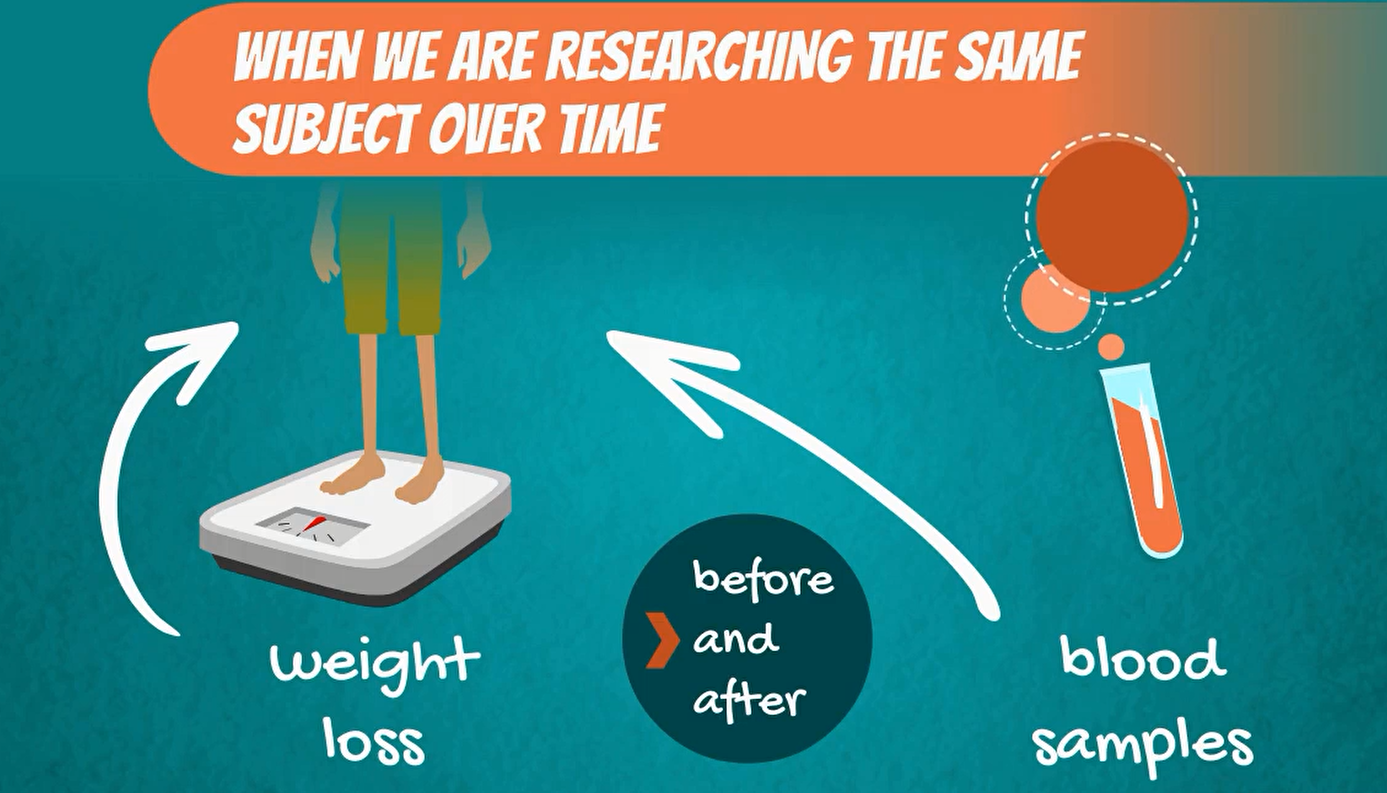 WHEN WE ARE RESEARCHING THE SAME
SUBJECT OVER TIME
weight
loss
before
and
after
blood
samples